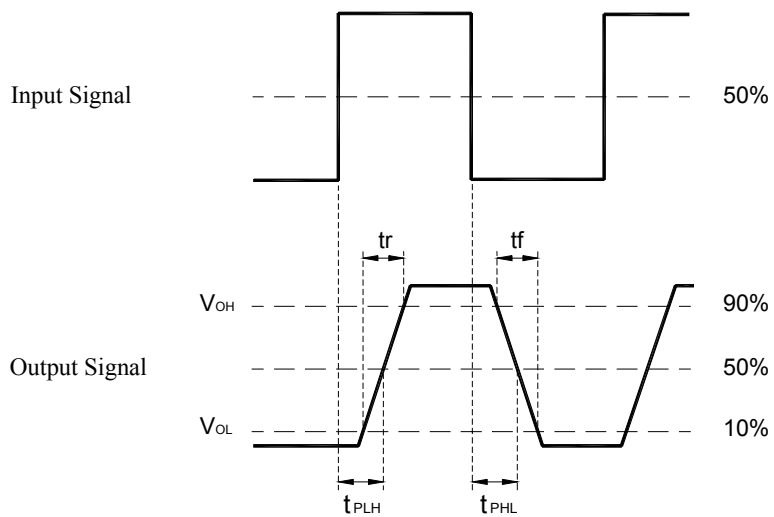 Input Signal
50%
tr
tf
VOH
90%
Output Signal
50%
VOL
10%
tPLH
tPHL